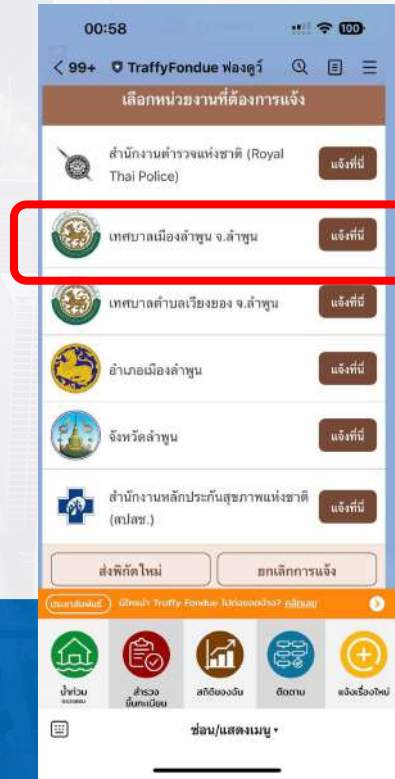 00:58
100
99+ TraffyFondue ฟองดูว์
เลือกหน่วยงานที่ต้องการแจ้ง
สำนักงานตำรวจแห่งชาติ (Royal
Thai Police)
แจ้งที่นี่
เทศบาลเมืองลำพูน จ.ลำพูน
แจ้งที่นี่
เทศบาลตำบลเวียงยอง จ.ลำพูน
แจ้งที่นี่
อำเภอเมืองลำพูน
แจ้งที่นี่
จังหวัดลำพูน
แจ้งที่นี่
สำนักงานหลักประกันสุขภาพแห่งชาติ
(สปสช.)
แจ้งที่นี่
ส่งพิกัดใหม่
ยกเลิกการแจ้ง
ประชาสัมพันธ์
มีใครนำ Traffy Fondue ไปต่อยอดบ้าง? คลิกเลย
น้ำท่วม
สำรวจ
ขึ้นทะเบียน
สถิติของฉัน
ติดตาม
แจ้งเรื่องใหม่
ซ่อน/แสดงเมนู